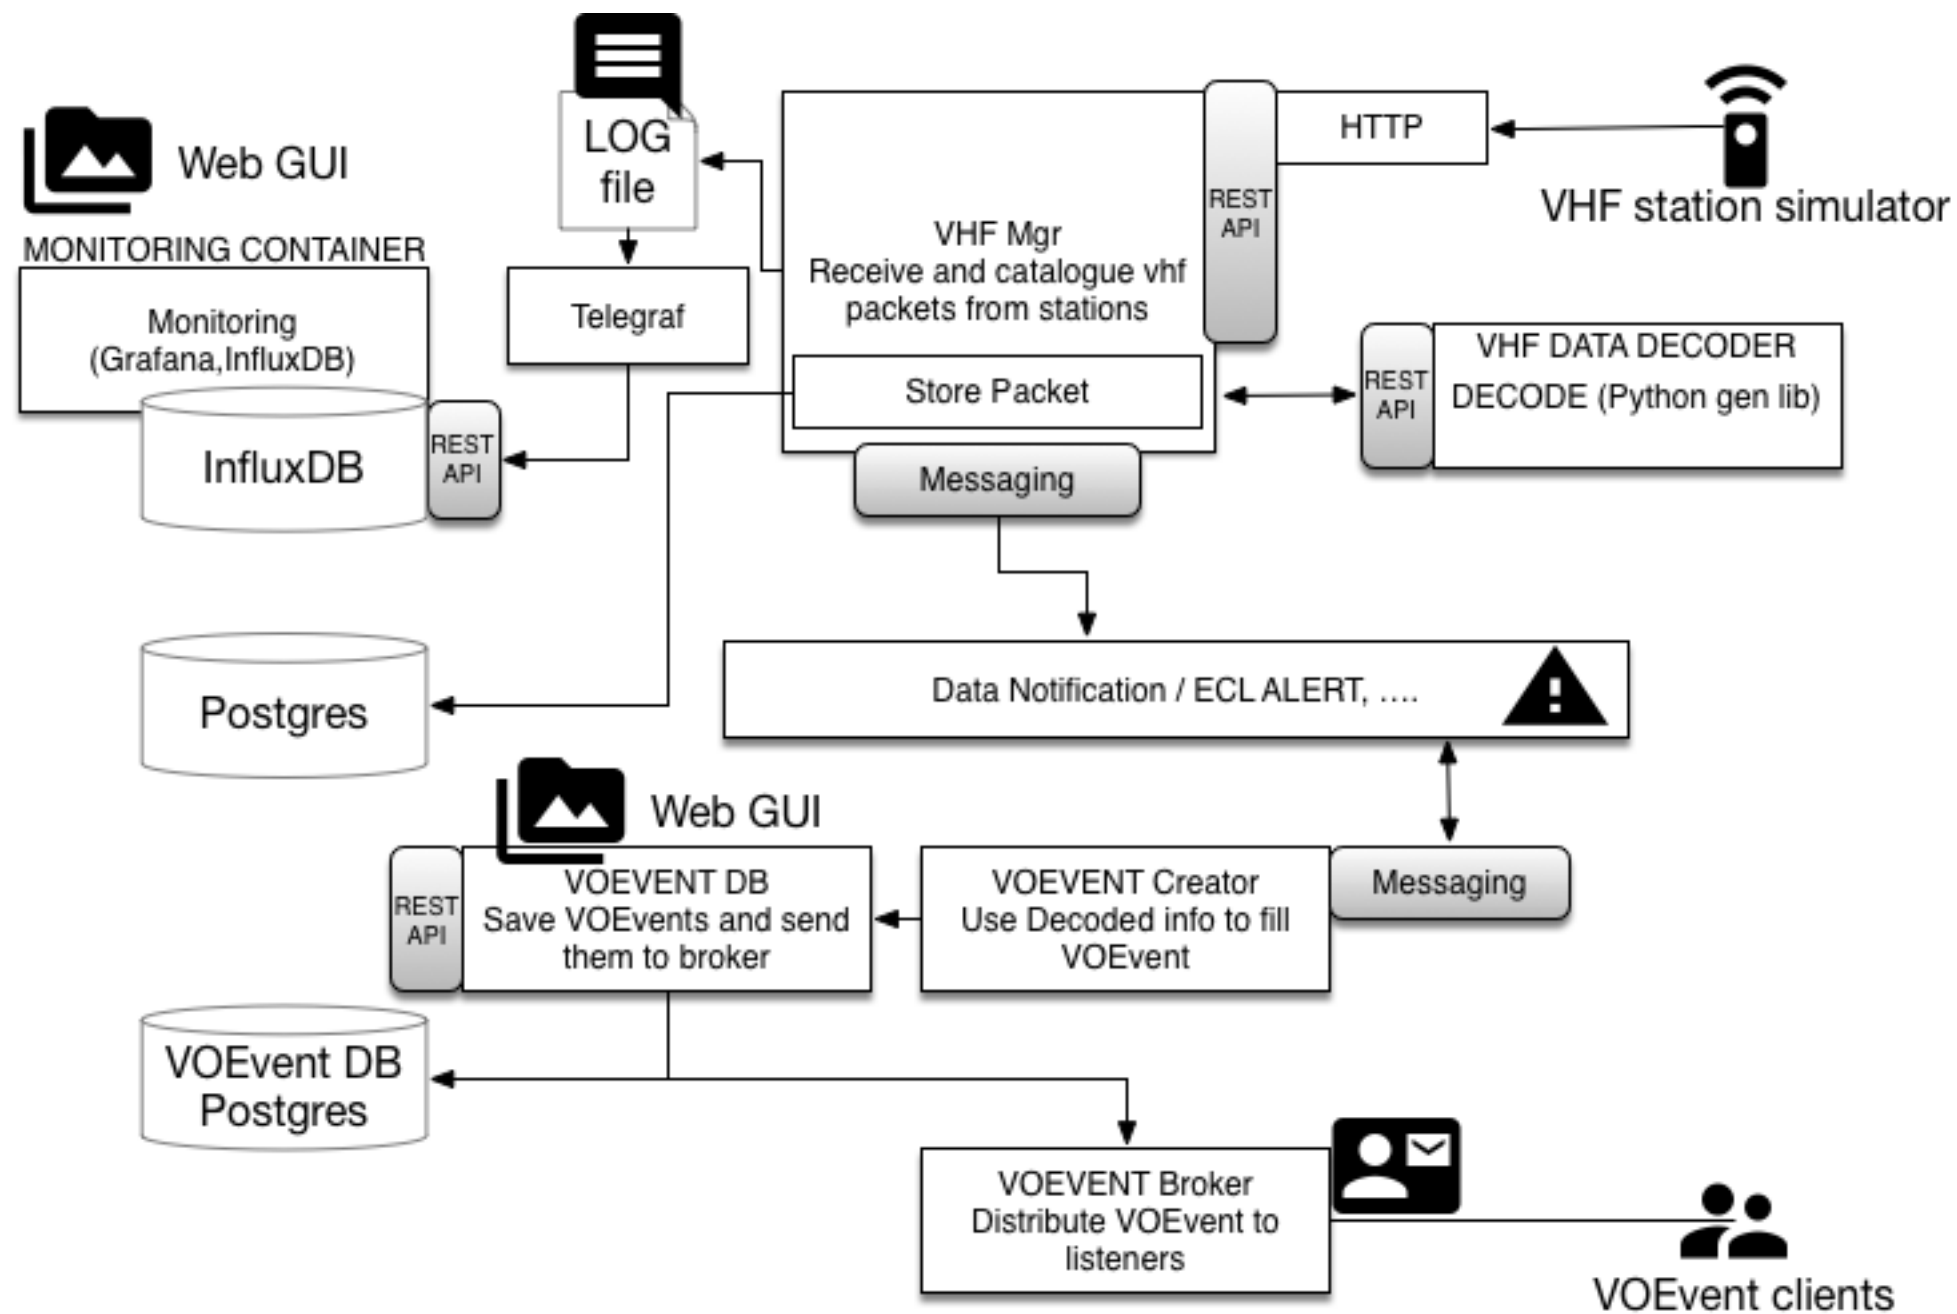 LOG
file
Web GUI
HTTP
VHF station simulator
REST
API
MONITORING CONTAINER
Monitoring
(Grafana,InfluxDB)
Telegraf
VHF Mgr
Receive and catalogue vhf
packets from stations
Store Packet
REST
API
VHF DATA DECODER
DECODE (Python gen lib)
InfluxDB
REST
API
Messaging
Postgres
Data Notification / ECL ALERT, ....
Web GUI
REST
API
VOEVENT DB
Save VOEvents and send
them to broker
VOEVENT Creator
Use Decoded info to fill
VOEvent
Messaging
VOEvent DB
Postgres
VOEVENT Broker
Distribute VOEvent to
listeners
VOEvent clients